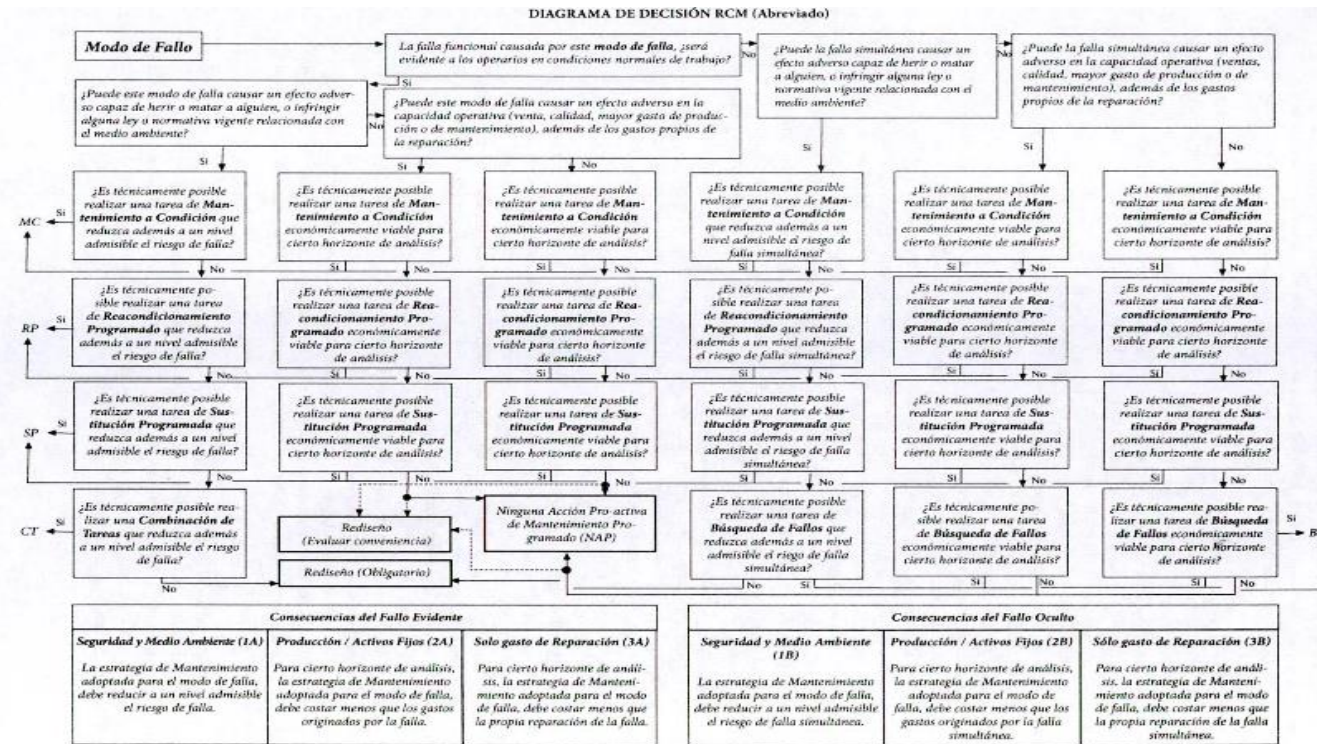 DIAGRAMA DE DECISIÓN RCM (Abreviado)
Modo de Fallo
La falla funcional causada por este modo de falla, ¿será
evidente a los operarios en condiciones normales de trabajo?
No
Sí
¿Puede la falla simultánea causar un
efecto adverso capaz de herir o matar
a alguien, o infringir alguna ley o
normativa vigente relacionada con el
medio ambiente?
No
¿Puede la falla simultánea causar un efecto
adverso en la capacidad operativa (ventas,
calidad, mayor gasto de producción o de
mantenimiento), además de los gastos
propios de la reparación?
¿Puede este modo de falla causar un efecto adver-
so capaz de herir o matar a alguien, o infringir
alguna ley o normativa vigente relacionada con
el medio ambiente?
No
¿Puede este modo de falla causar un efecto adverso en la
capacidad operativa (venta, calidad, mayor gasto de produc-
ción o de mantenimiento), además de los gastos propios de
la reparación?
Si
Si
No
Si
Si
No
¿Es técnicamente posible
realizar una tarea de Man-
tenimiento a Condición que
reduzca además a un nivel
admisible el riesgo de falla?
¿Es técnicamente posible
realizar una tarea de Man-
tenimiento a Condición
económicamente viable para
cierto horizonte de análisis?
¿Es técnicamente posible
realizar una tarea de Man-
tenimiento a Condición
económicamente viable para
cierto horizonte de análisis?
¿Es técnicamente posible
realizar una tarea de Man-
tenimiento a Condición
que reduzca además a un
nivel admisible el riesgo de
falla simultánea?
¿Es técnicamente posible
realizar una tarea de Man-
tenimiento a Condición
económicamente viable para
cierto horizonte de análisis?
¿Es técnicamente posible
realizar una tarea de Man-
tenimiento a Condición
económicamente viable para
cierto horizonte de análisis?
MC
Si
No
Si
No
Si
No
Si
No
Si
No
Si
No
¿Es técnicamente po-
sible realizar una tarea
de Reacondicionamiento
Programado que reduzca
además a un nivel admisible
el riesgo de falla?
¿Es técnicamente posible
realizar una tarea de Rea-
condicionamiento Pro-
gramado económicamente
viable para cierto horizonte
de análisis?
¿Es técnicamente posible
realizar una tarea de Rea-
condicionamiento Pro-
gramado económicamente
viable para cierto horizonte
de análisis?
¿Es técnicamente po-
sible realizar una tarea
de Reacondicionamiento
Programado que reduzca
además a un nivel admisible
el riesgo de falla simultánea?
¿Es técnicamente posible
realizar una tarea de Rea-
condicionamiento Pro-
gramado económicamente
viable para cierto horizonte
de análisis?
¿Es técnicamente posible
realizar una tarea de Rea-
condicionamiento Pro-
gramado económicamente
viable para cierto horizonte
de análisis?
RP
Si
No
Si
No
Si
No
Si
No
Si
No
Si
No
¿Es técnicamente posible
realizar una tarea de Sus-
titución Programada que
reduzca además a un nivel
admisible el riesgo de falla?
¿Es técnicamente posible
realizar una tarea de Sus-
titución Programada
económicamente viable para
cierto horizonte de análisis?
¿Es técnicamente posible
realizar una tarea de Sus-
titución Programada
económicamente viable para
cierto horizonte de análisis?
¿Es técnicamente posible
realizar una tarea de Sus-
titución Programada que
reduzca además a un nivel
admisible el riesgo de falla
simultánea?
¿Es técnicamente posible
realizar una tarea de Sus-
titución Programada
económicamente viable para
cierto horizonte de análisis?
¿Es técnicamente posible
realizar una tarea de Sus-
titución Programada
económicamente viable para
cierto horizonte de análisis?
SP
Si
No
Si
No
Si
No
Si
No
Si
No
Si
No
¿Es técnicamente posible rea-
lizar una Combinación de
Tareas que reduzca además
a un nivel admisible el riesgo
de falla?
CT
Si
No
Rediseño
(Evaluar conveniencia)
Rediseño (Obligatorio)
Ninguna Acción Pro-activa
de Mantenimiento Pro-
gramado (NAP)
¿Es técnicamente posible
realizar una tarea de
Búsqueda de Fallos que
reduzca además a un nivel
admisible el riego de falla
simultánea?
No
Si
¿Es técnicamente po-
sible realizar una tarea
de Búsqueda de Fallos
económicamente viable para
cierto horizonte de análisis?
Si
No
¿Es técnicamente posible rea-
lizar una tarea de Búsqueda
de Fallos económicamente
viable para cierto horizonte
de análisis?
Si
B
Si
No
Consecuencias del Fallo Evidente
Seguridad y Medio Ambiente (1A)
La estrategia de Mantenimiento
adoptada para el modo de falla,
debe reducir a un nivel admisible
el riesgo de falla.
Producción / Activos Fijos (2A)
Para cierto horizonte de análisis,
la estrategia de Mantenimiento
adoptada para el modo de falla,
debe costar menos que los gastos
originados por la falla.
Solo gasto de Reparación (3A)
Para cierto horizonte de análi-
sis, la estrategia de Manteni-
miento adoptada para el modo
de falla, debe costar menos que
la propia reparación de la falla.
Consecuencias del Fallo Oculto
Seguridad y Medio Ambiente
(1B)
La estrategia de Mantenimiento
adoptada para el modo de falla,
debe reducir a un nivel admisible
el riesgo de falla simultánea.
Producción / Activos Fijos (2B)
Para cierto horizonte de análisis,
la estrategia de Mantenimiento
adoptada para el modo de
falla, debe costar menos que los
gastos originados por la falla
simultánea.
Sólo gasto de Reparación (3B)
Para cierto horizonte de análi-
sis, la estrategia de Manteni-
miento adoptada para el modo
de falla, debe costar menos que
la propia reparación de la falla
simultánea.